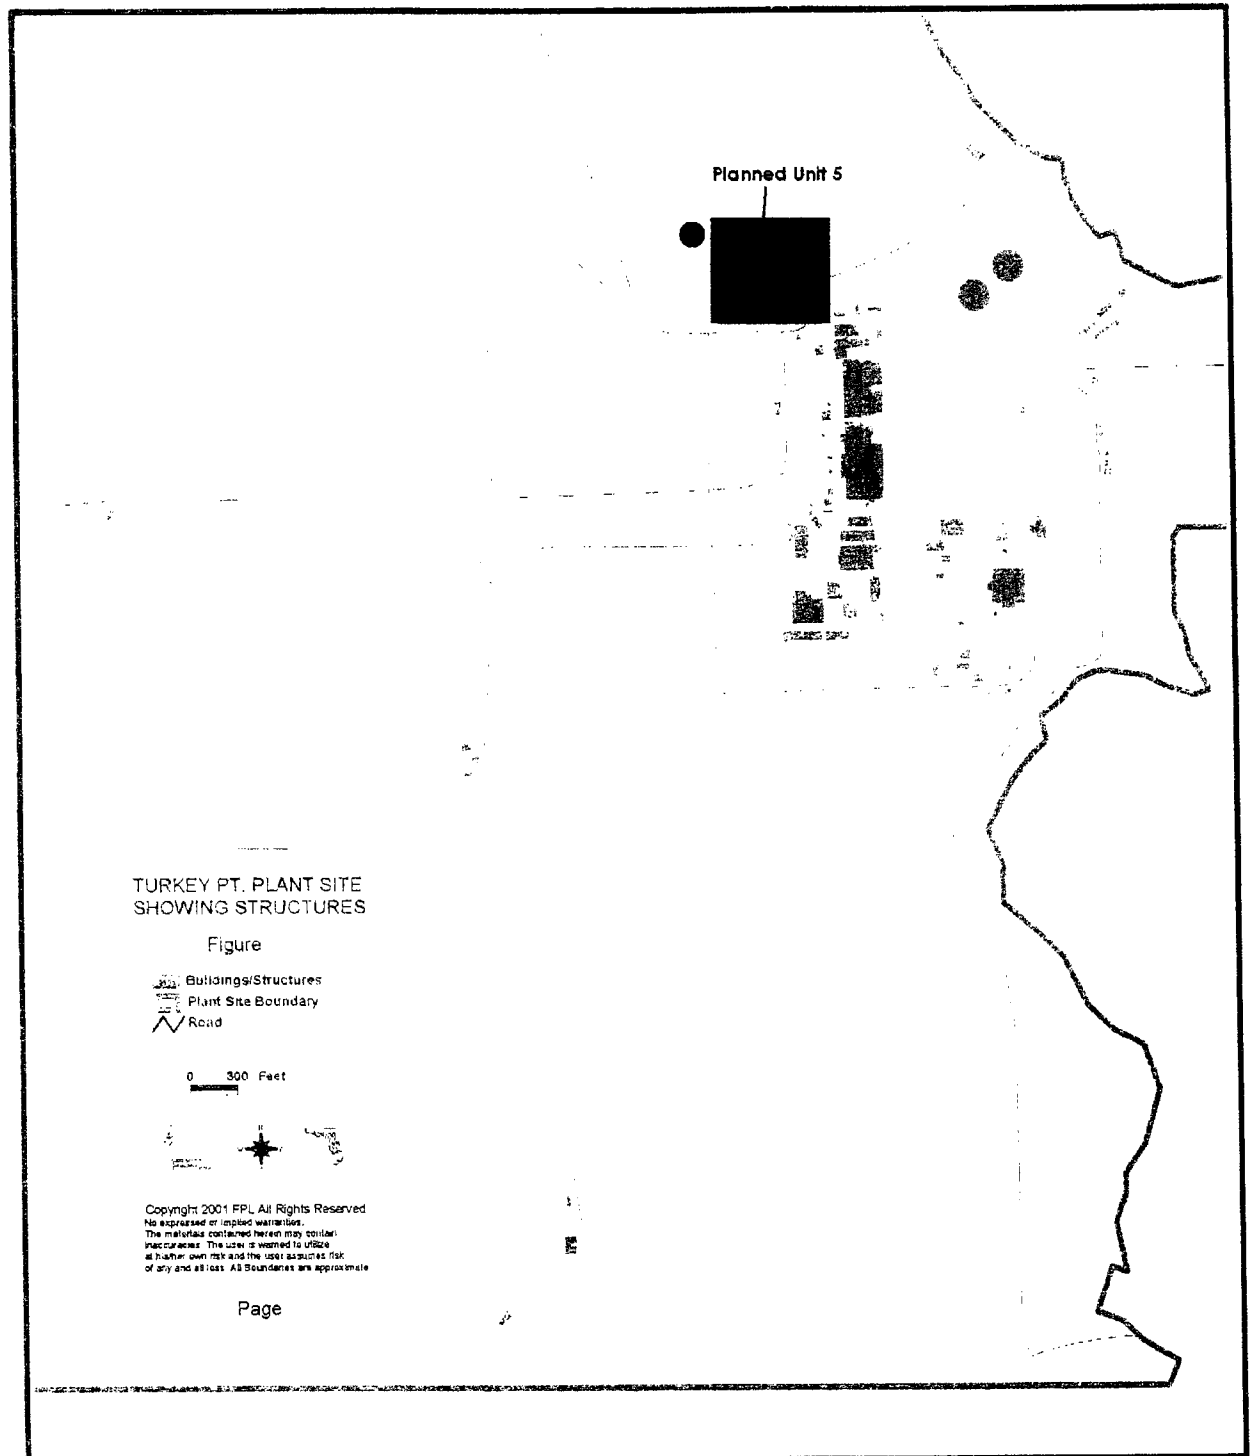 Planned Unit 5
TURKEY PT. PLANT SITE
SHOWING STRUCTURES
Figure
Buildings/Structures
Plant Site Boundary
Road
0 300 Feet
Copyright 2001 FPL All Rights Reserved
No expressed or implied warranties.
The materials contained herein may contain
inaccuracies. The user is warned to utilize
at his/her own risk and the user assumes risk
of any and all loss. All Boundaries are approximate
Page